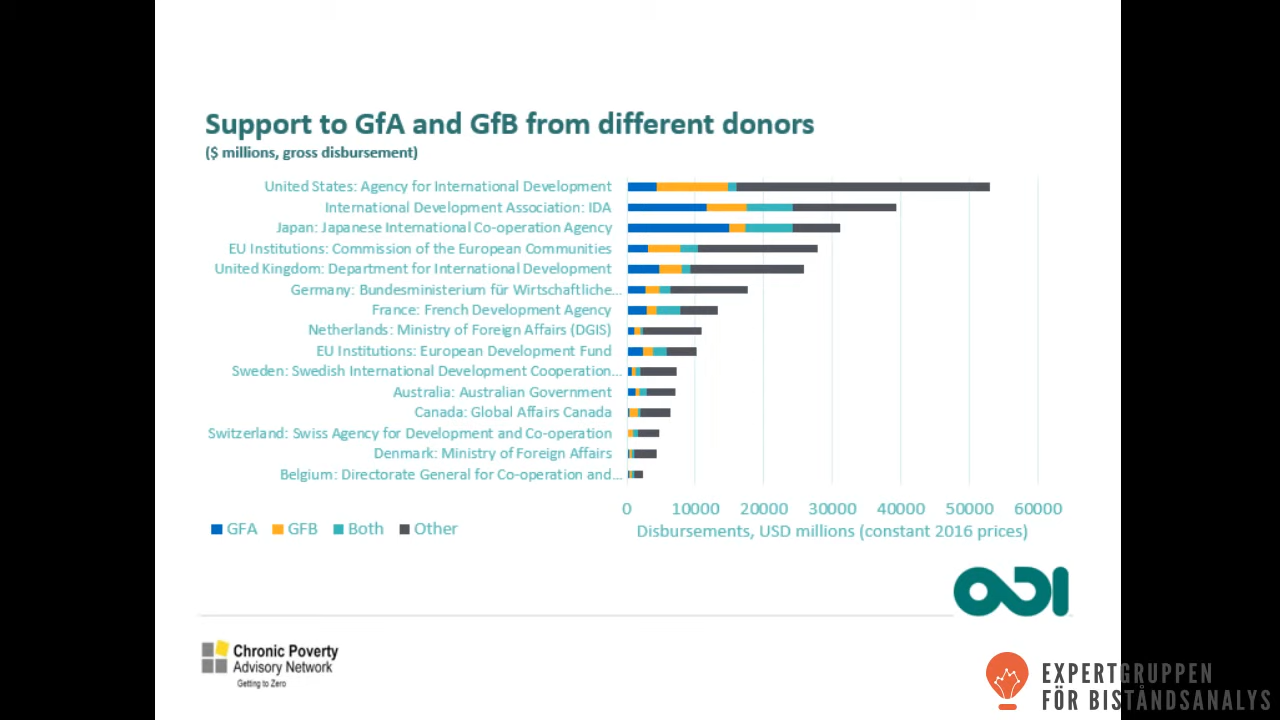 Support to GfA and GfB from different donors
($ millions, gross disbursement)
United States: Agency for International Development
International Development Association: IDA
Japan: Japanese International Co-operation Agency
EU Institutions: Commission of the European Communities
United Kingdom: Department for International Development
Germany: Bundesministerium für Wirtschaftliche...
France: French Development Agency
Netherlands: Ministry of Foreign Affairs (DGIS)
EU Institutions: European Development Fund
Sweden: Swedish International Development Cooperation...
Australia: Australian Government
Canada: Global Affairs Canada
Switzerland: Swiss Agency for Development and Co-operation
Denmark: Ministry of Foreign Affairs
Belgium: Directorate General for Co-operation and...
0 10000 20000 30000 40000 50000 60000
Disbursements, USD millions (constant 2016 prices)
GFA GFB Both Other
ODI
Chronic Poverty
Advisory Network
Getting to Zero
EXPERTGRUPPEN
FÖR BISTÅNDSANALYS